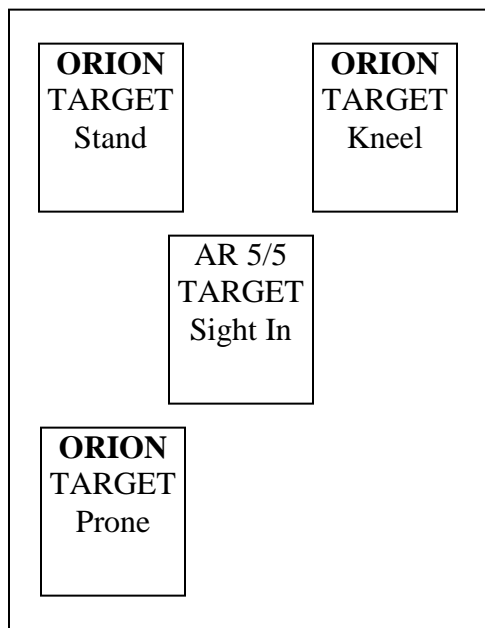 ORION
TARGET
Stand
ORION
TARGET
Kneel
AR 5/5
TARGET
Sight In
ORION
TARGET
Prone